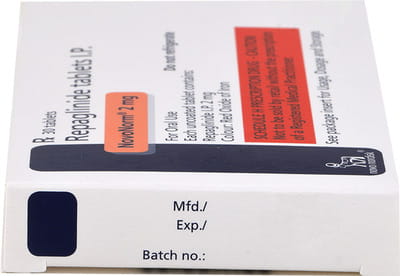 ℞ 30 tablets
Repaglinide tablets I.P.
NovoNorm® 2 mg
For Oral Use
Do not refrigerate
Each uncoated tablet contains:
Repaglinide I.P. 2 mg
Colour: Red Oxide of Iron
SCHEDULE H PRESCRIPTION DRUG - CAUTION
Not to be sold by retail without the prescription
of a Registered Medical Practitioner
See package insert for Usage, Dosage and Storage
novo nordisk
Mfd./
Exp./
Batch no.: